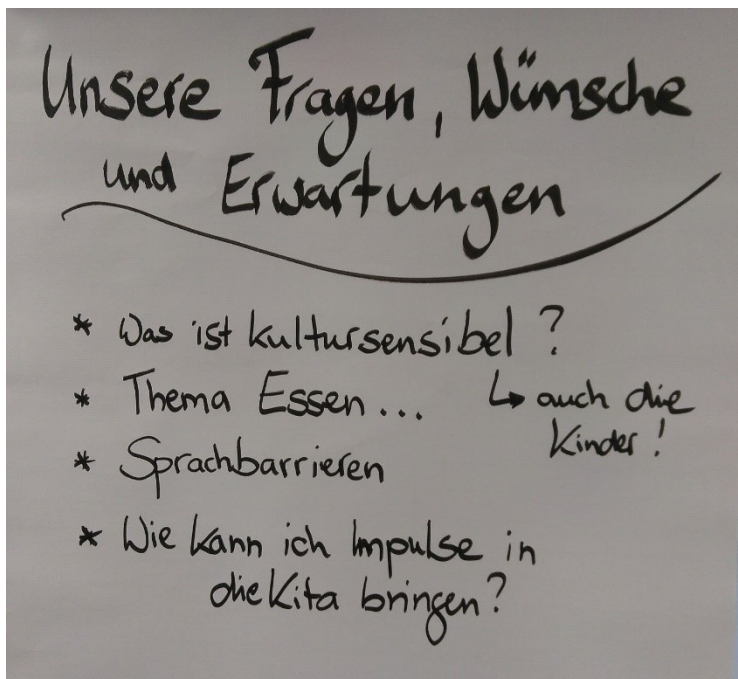 Unsere Fragen, Wünsche
und Erwartungen
* Was ist kultursensibel?
* Thema Essen... ↳ auch die
Kinder!
* Sprachbarrieren
* Wie kann ich Impulse in
die Kita bringen?